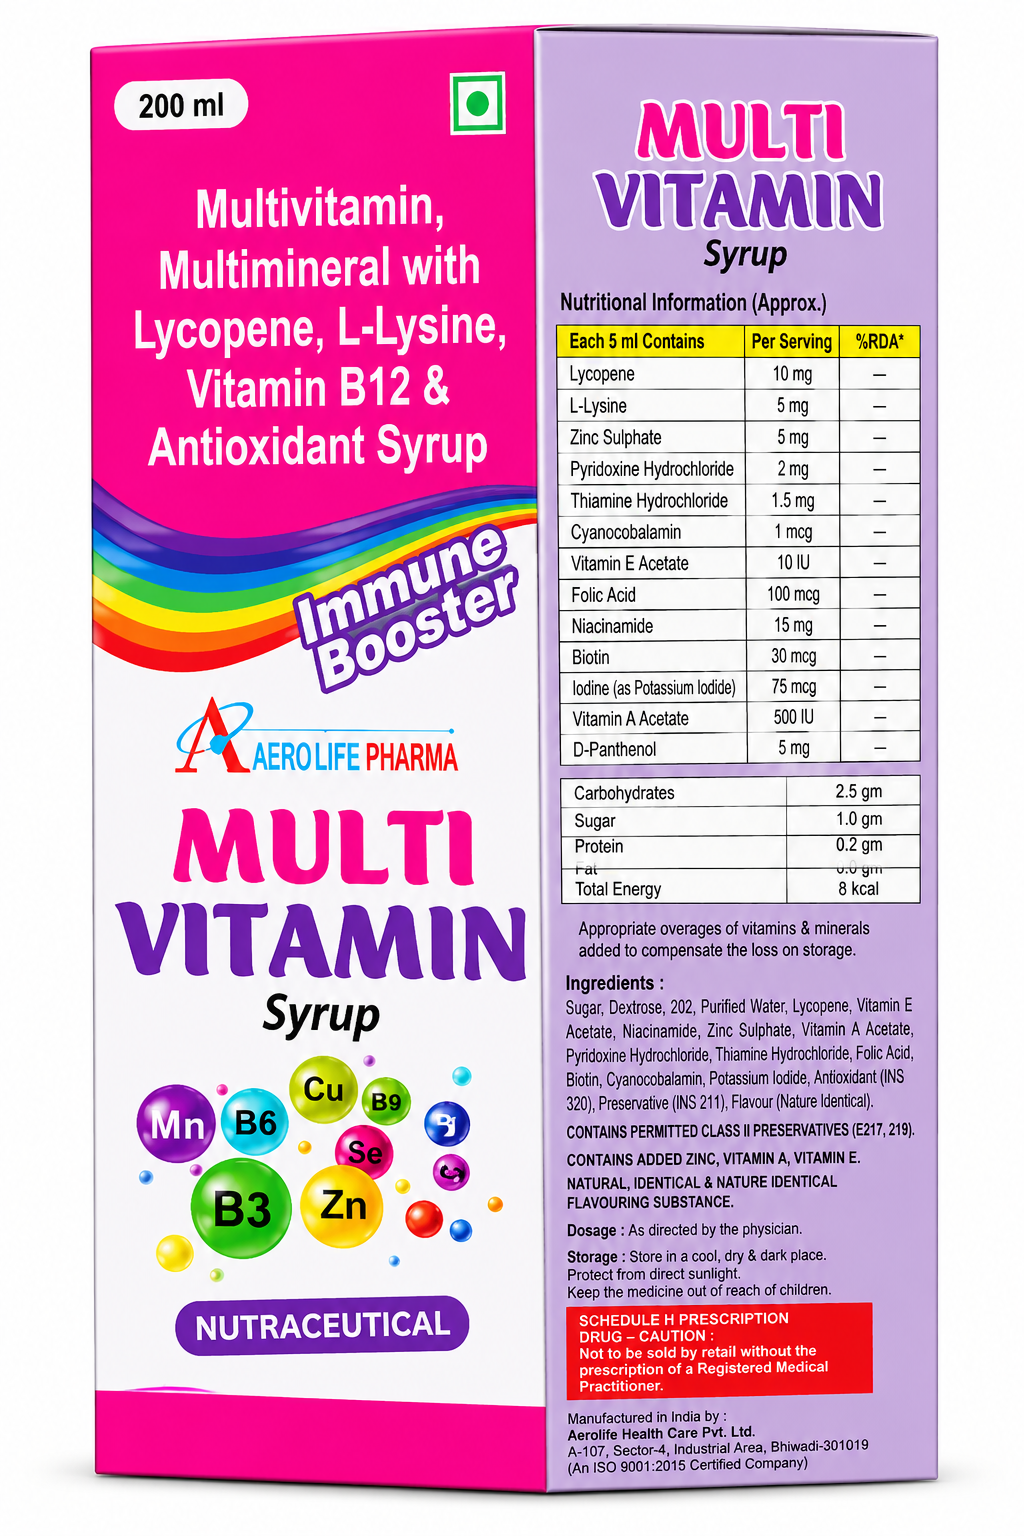 200 ml
Multivitamin,
Multimineral with
Lycopene, L-Lysine,
Vitamin B12 &
Antioxidant Syrup
Immune
Booster
AERO LIFE PHARMA
MULTI
VITAMIN
Syrup
Cu
Mn
B6
B9
Se
B3
Zn
NUTRACEUTICAL
MULTI
VITAMIN
Syrup
Nutritional Information (Approx.)
Each 5 ml Contains Per Serving %RDA*
Lycopene 10 mg —
L-Lysine 5 mg —
Zinc Sulphate 5 mg —
Pyridoxine Hydrochloride 2 mg —
Thiamine Hydrochloride 1.5 mg —
Cyanocobalamin 1 mcg —
Vitamin E Acetate 10 IU —
Folic Acid 100 mcg —
Niacinamide 15 mg —
Biotin 30 mcg —
Iodine (as Potassium Iodide) 75 mcg —
Vitamin A Acetate 500 IU —
D-Panthenol 5 mg —
Carbohydrates 2.5 gm
Sugar 1.0 gm
Protein 0.2 gm
Fat 0.0 gm
Total Energy 8 kcal
Appropriate overages of vitamins & minerals
added to compensate the loss on storage.
Ingredients :
Sugar, Dextrose, 202, Purified Water, Lycopene, Vitamin E
Acetate, Niacinamide, Zinc Sulphate, Vitamin A Acetate,
Pyridoxine Hydrochloride, Thiamine Hydrochloride, Folic Acid,
Biotin, Cyanocobalamin, Potassium Iodide, Antioxidant (INS
320), Preservative (INS 211), Flavour (Nature Identical).
CONTAINS PERMITTED CLASS II PRESERVATIVES (E217, 219).
CONTAINS ADDED ZINC, VITAMIN A, VITAMIN E.
NATURAL, IDENTICAL & NATURE IDENTICAL
FLAVOURING SUBSTANCE.
Dosage : As directed by the physician.
Storage : Store in a cool, dry & dark place.
Protect from direct sunlight.
Keep the medicine out of reach of children.
SCHEDULE H PRESCRIPTION
DRUG – CAUTION :
Not to be sold by retail without the
prescription of a Registered Medical
Practitioner.
Manufactured in India by :
Aerolife Health Care Pvt. Ltd.
A-107, Sector-4, Industrial Area, Bhiwadi-301019
(An ISO 9001:2015 Certified Company)